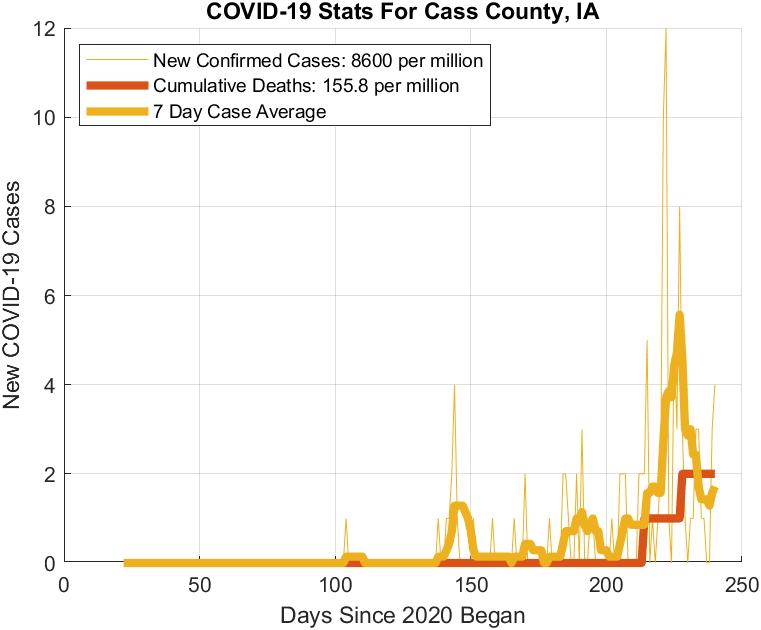 COVID-19 Stats For Cass County, IA
New Confirmed Cases: 8600 per million
Cumulative Deaths: 155.8 per million
7 Day Case Average
New COVID-19 Cases
12
10
8
6
4
2
0
0 50 100 150 200 250
Days Since 2020 Began